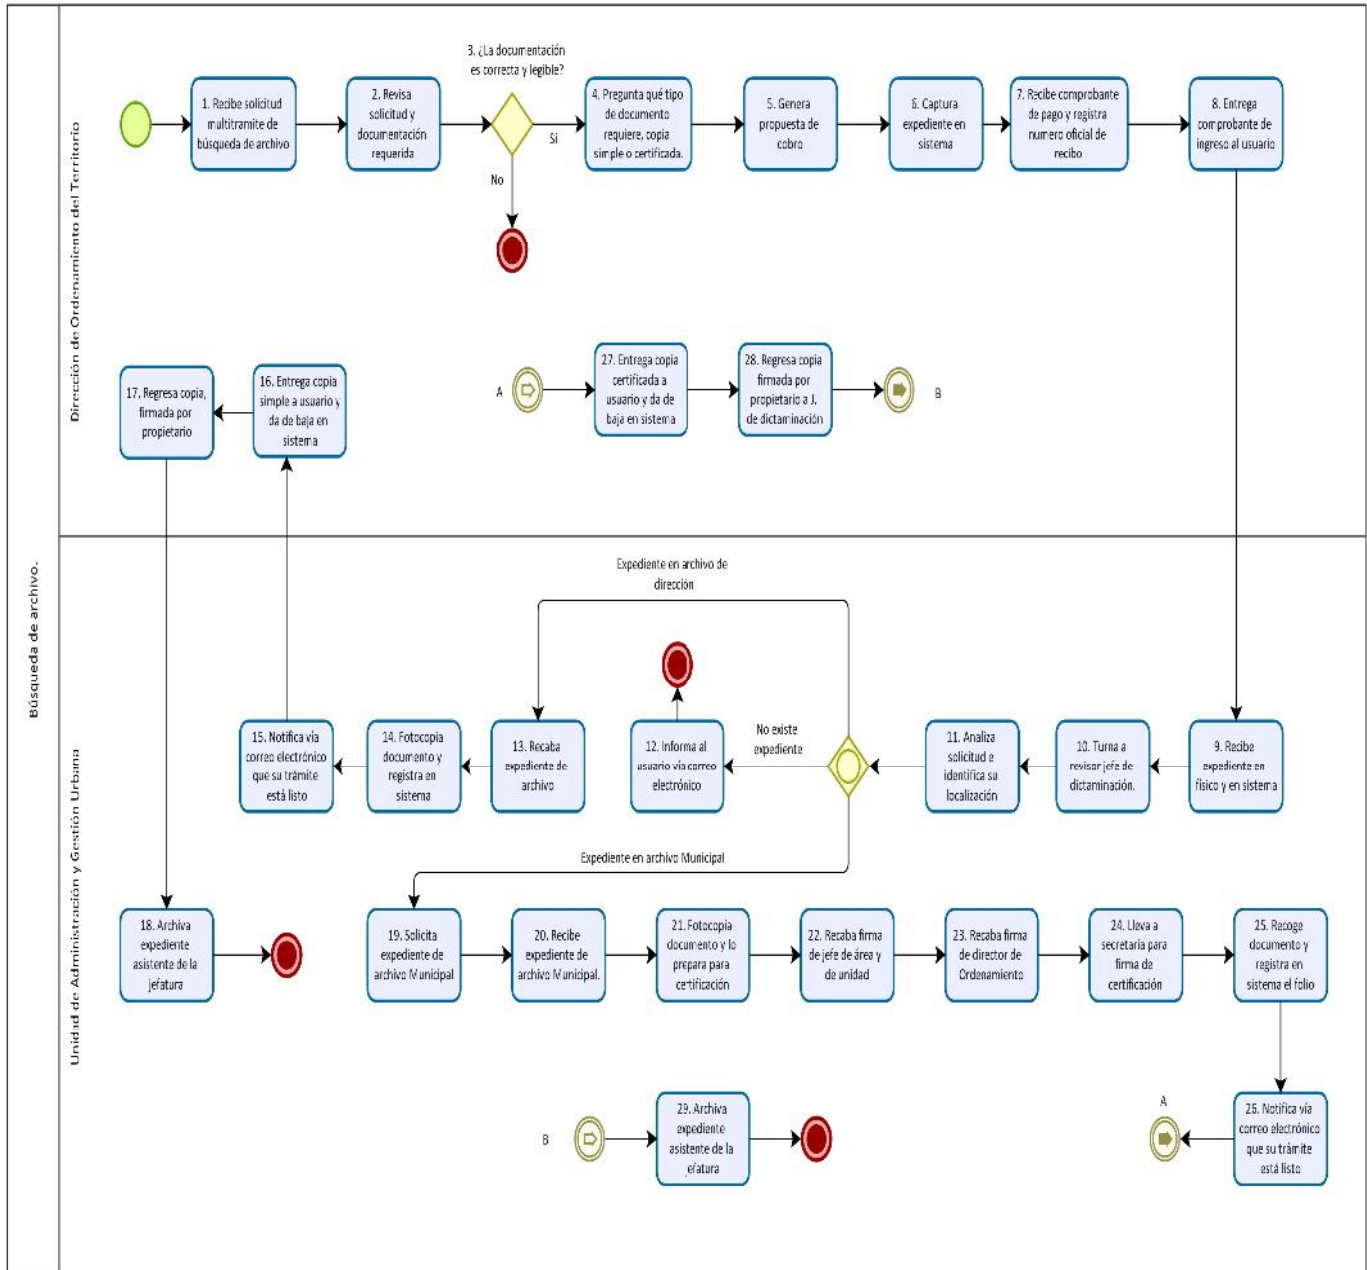 Búsqueda de archivo.
Dirección de Ordenamiento del Territorio
3. ¿La documentación
es correcta y legible?
1. Recibe solicitud
multitramite de
búsqueda de archivo
2. Revisa
solicitud y
documentación
requerida
Si
No
4. Pregunta qué tipo
de documento
requiere, copia
simple o certificada.
5. Genera
propuesta de
cobro
6. Captura
expediente en
sistema
7. Recibe comprobante
de pago y registra
numero oficial de
recibo
8. Entrega
comprobante de
ingreso al usuario
17. Regresa copia,
firmada por
propietario
16. Entrega copia
simple a usuario y
da de baja en
sistema
A
27. Entrega copia
certificada a
usuario y da de
baja en sistema
28. Regresa copia
firmada por
propietario a J.
de dictaminación
B
Unidad de Administración y Gestión Urbana
Expediente en archivo de
dirección
15. Notifica vía
correo electrónico
que su trámite
está listo
14. Fotocopia
documento y
registra en
sistema
13. Recaba
expediente de
archivo
12. Informa al
usuario vía correo
electrónico
No existe
expediente
11. Analiza
solicitud e
identifica su
localización
10. Turna a
revisor jefe de
dictaminación.
9. Recibe
expediente en
físico y en sistema
Expediente en archivo Municipal
18. Archiva
expediente
asistente de la
jefatura
19. Solicita
expediente de
archivo Municipal
20. Recibe
expediente de
archivo Municipal.
21. Fotocopia
documento y lo
prepara para
certificación
22. Recaba firma
de jefe de área y
de unidad
23. Recaba firma
de director de
Ordenamiento
24. Lleva a
secretaria para
firma de
certificación
25. Recoge
documento y
registra en
sistema el folio
B
29. Archiva
expediente
asistente de la
jefatura
A
26. Notifica vía
correo electrónico
que su trámite
está listo